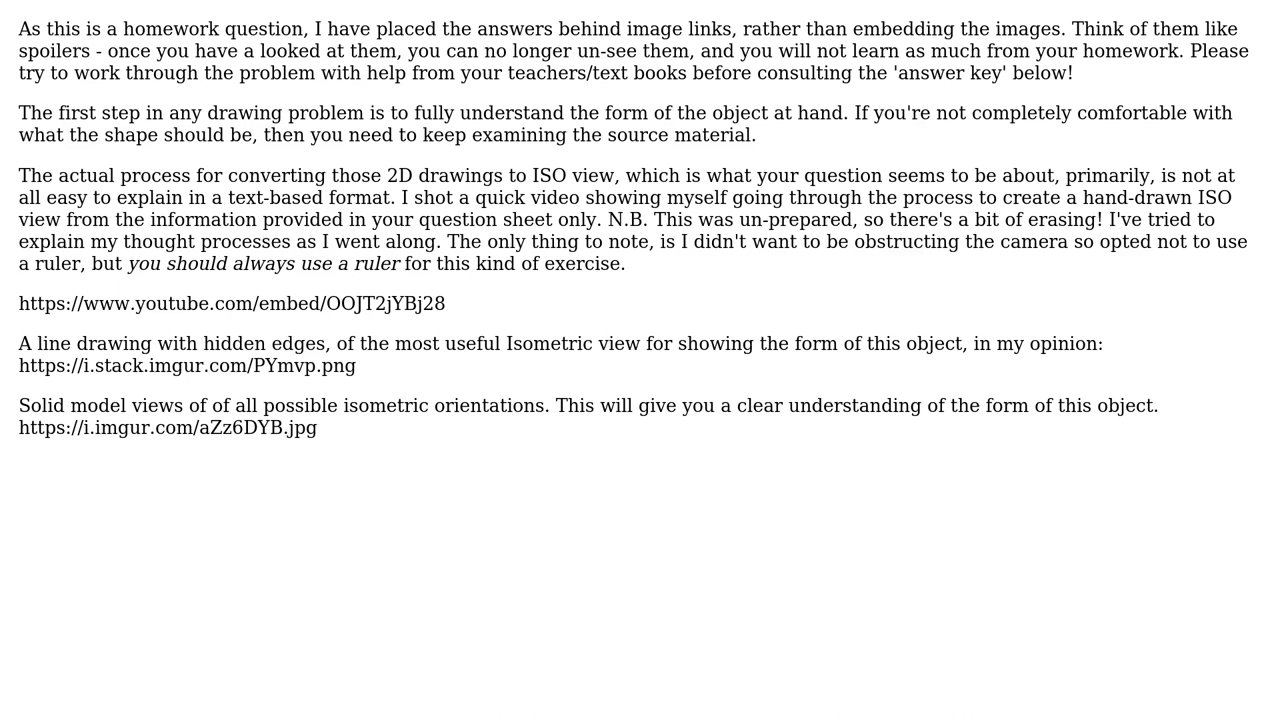 As this is a homework question, I have placed the answers behind image links, rather than embedding the images. Think of them like
spoilers - once you have a looked at them, you can no longer un-see them, and you will not learn as much from your homework. Please
try to work through the problem with help from your teachers/text books before consulting the 'answer key' below!
The first step in any drawing problem is to fully understand the form of the object at hand. If you're not completely comfortable with
what the shape should be, then you need to keep examining the source material.
The actual process for converting those 2D drawings to ISO view, which is what your question seems to be about, primarily, is not at
all easy to explain in a text-based format. I shot a quick video showing myself going through the process to create a hand-drawn ISO
view from the information provided in your question sheet only. N.B. This was un-prepared, so there's a bit of erasing! I've tried to
explain my thought processes as I went along. The only thing to note, is I didn't want to be obstructing the camera so opted not to use
a ruler, but you should always use a ruler for this kind of exercise.
https://www.youtube.com/embed/OOJT2jYBj28
A line drawing with hidden edges, of the most useful Isometric view for showing the form of this object, in my opinion:
https://i.stack.imgur.com/PYmvp.png
Solid model views of of all possible isometric orientations. This will give you a clear understanding of the form of this object.
https://i.imgur.com/aZz6DYB.jpg